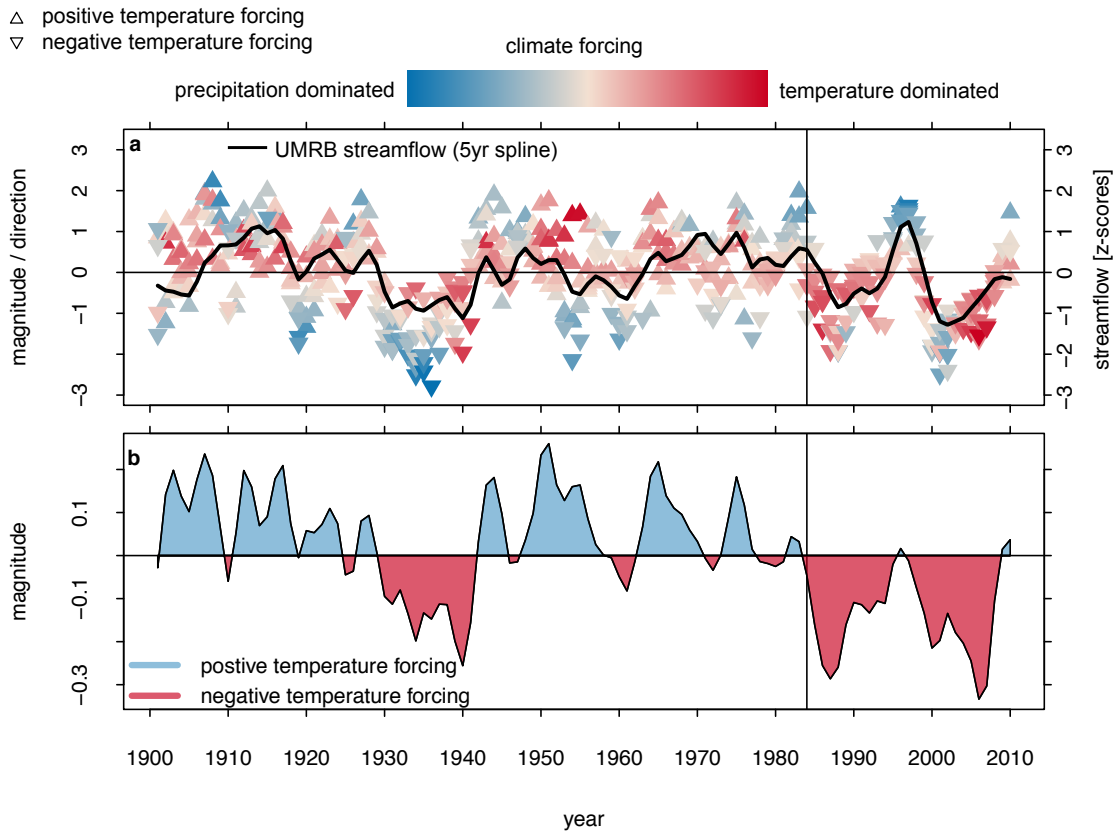 positive temperature forcing
negative temperature forcing
climate forcing
precipitation dominated
temperature dominated
a
UMRB streamflow (5yr spline)
magnitude / direction
3
2
1
0
−1
−3
3
2
1
0
−1
−2
−3
streamflow [z-scores]
b
magnitude
0.1
−0.1
−0.3
postive temperature forcing
negative temperature forcing
1900 1910 1920 1930 1940 1950 1960 1970 1980 1990 2000 2010
year